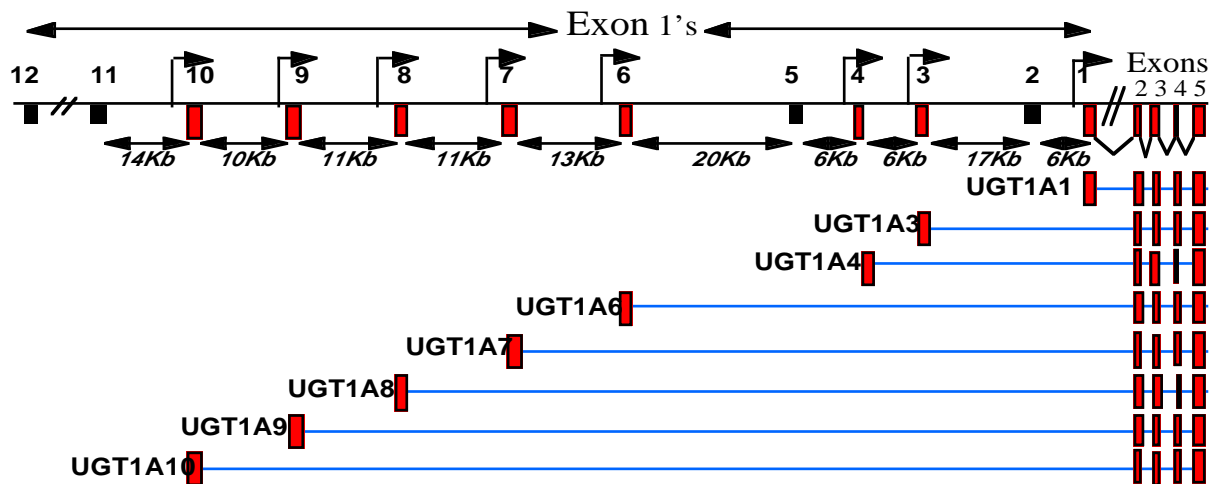 Exon 1's
12 11 10 9 8 7 6 5 4 3 2 1 Exons
2 3 4 5
14Kb 10Kb 11Kb 11Kb 13Kb 20Kb 6Kb 6Kb 17Kb 6Kb
UGT1A1
UGT1A3
UGT1A4
UGT1A6
UGT1A7
UGT1A8
UGT1A9
UGT1A10